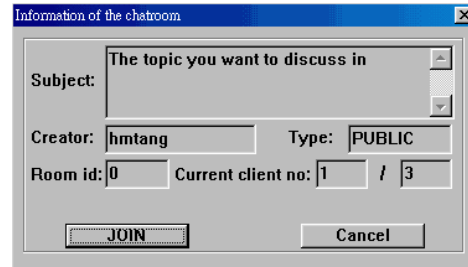 Information of the chatroom
Subject: The topic you want to discuss in
Creator: hmtang Type: PUBLIC
Room id: 0 Current client no: 1 / 3
JOIN Cancel